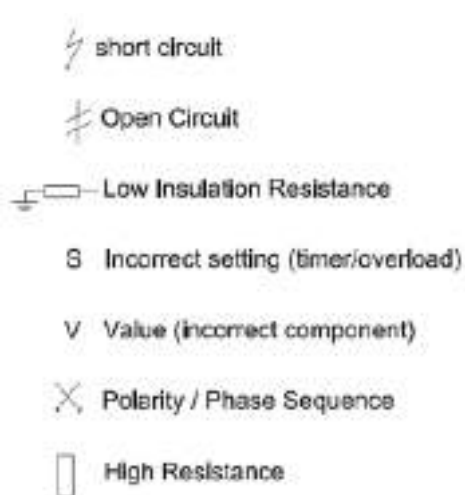 short circuit
Open Circuit
Low Insulation Resistance
S Incorrect setting (timer/overload)
V Value (incorrect component)
Polarity / Phase Sequence
High Resistance